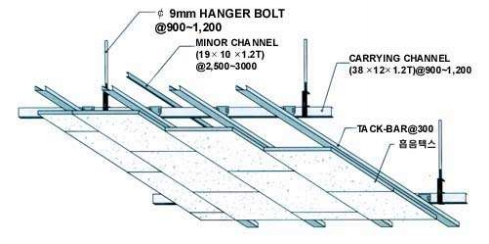 ϕ 9mm HANGER BOLT
@900~1,200
MINOR CHANNEL
(19 × 10 ×1.2T)
@2,500~3000
CARRYING CHANNEL
(38 ×12× 1.2T)@900~1,200
TACK-BAR@300
흡음텍스